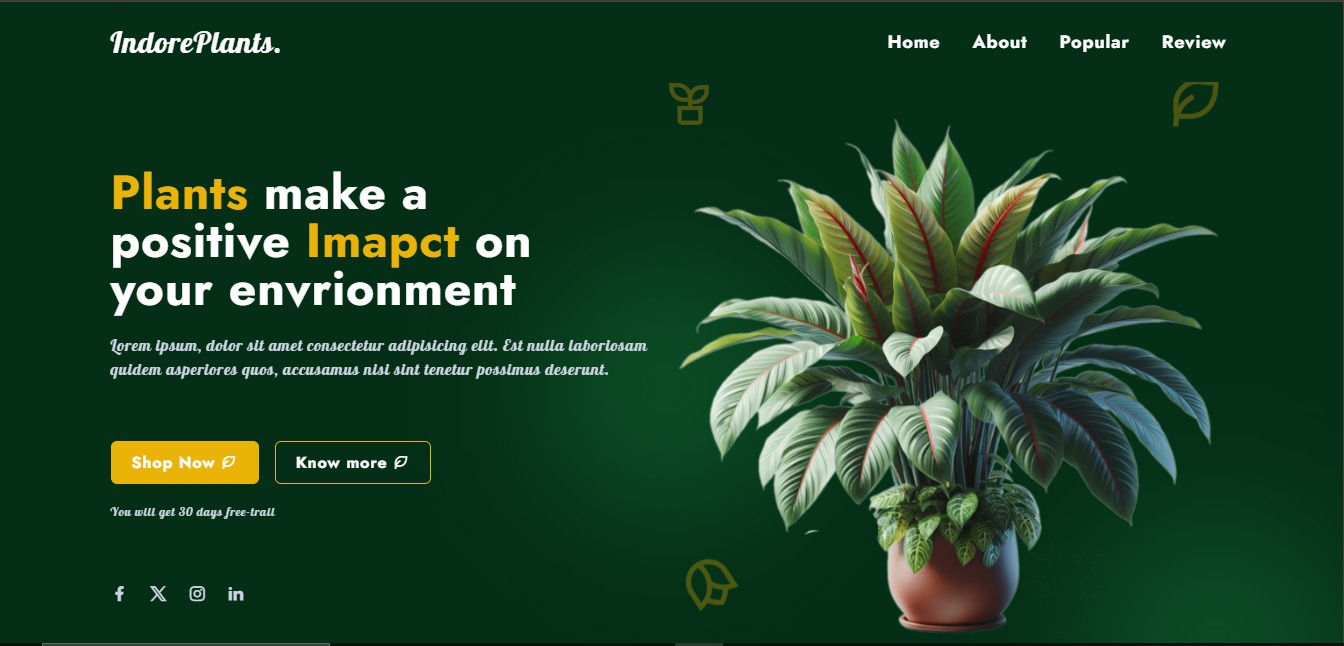 IndorePlants.
Home About Popular Review
Plants make a
positive Imapct on
your envrionment
Lorem ipsum, dolor sit amet consectetur adipisicing elit. Est nulla laboriosam
quidem asperiores quos, accusamus nisi sint tenetur possimus deserunt.
Shop Now Know more
You will get 30 days free-trail